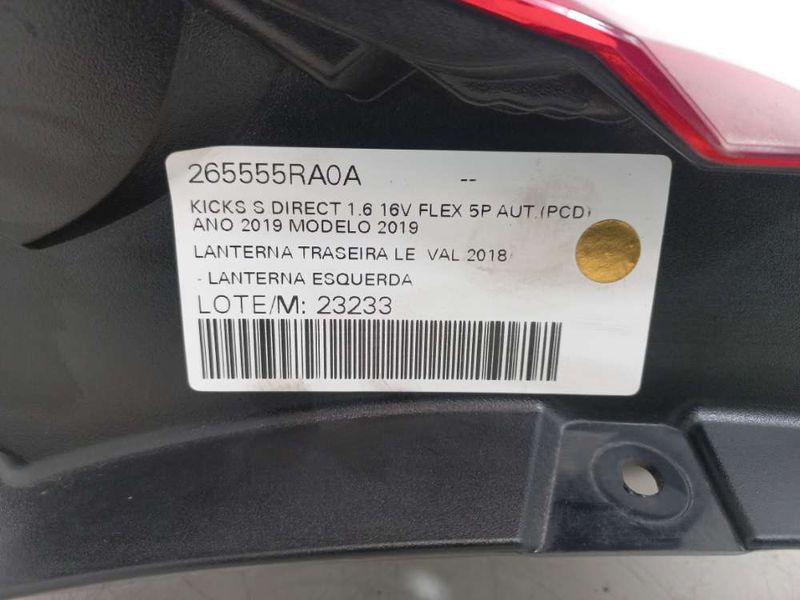 265555RA0A --
KICKS S DIRECT 1.6 16V FLEX 5P AUT.(PCD)
ANO 2019 MODELO 2019
LANTERNA TRASEIRA LE VAL 2018
- LANTERNA ESQUERDA
LOTE/M: 23233